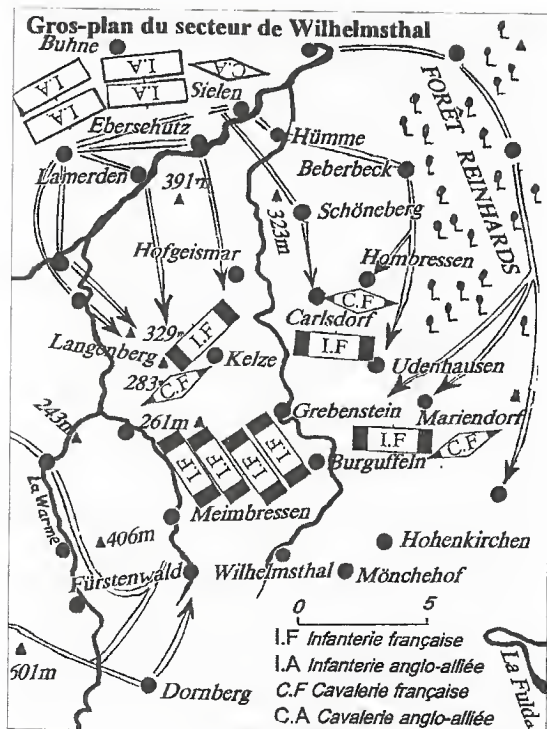 Gros-plan du secteur de Wilhelmsthal
Buhne
I.A
I.A
C.A
I.A
I.A
Sielen
Ebersehütz
Hümme
FORÊT REINHARDS
Lamerden
391m
Beberbeck
323m
Schöneberg
Hofgeismar
Hombressen
C.F
Carlsdorf
329m
I.F
I.F
Langenberg
Kelze
Udenhausen
283
C.F
Grebenstein
Mariendorf
243m
261m
I.F
C.F
I.F
I.F
I.F
I.F
Burguffeln
La Warme
Meimbressen
406m
Hohenkirchen
Fürstenwald
Wilhelmsthal
Mönchehof
0 5
I.F Infanterie française
601m
I.A Infanterie anglo-alliée
La Fulda
Dornberg
C.F Cavalerie française
C.A Cavalerie anglo-alliée